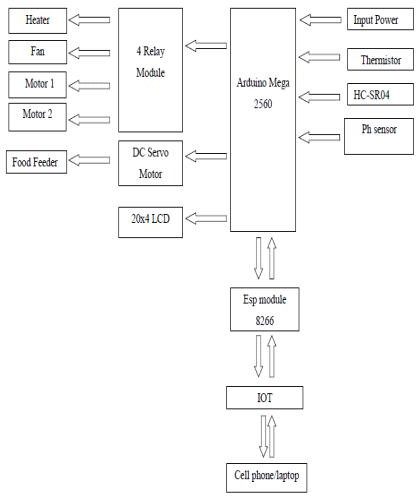 Heater
Fan
Motor 1
Motor 2
Food Feeder
4 Relay
Module
DC Servo
Motor
20x4 LCD
Arduino Mega
2560
Input Power
Thermistor
HC-SR04
Ph sensor
Esp module
8266
IOT
Cell phone/laptop